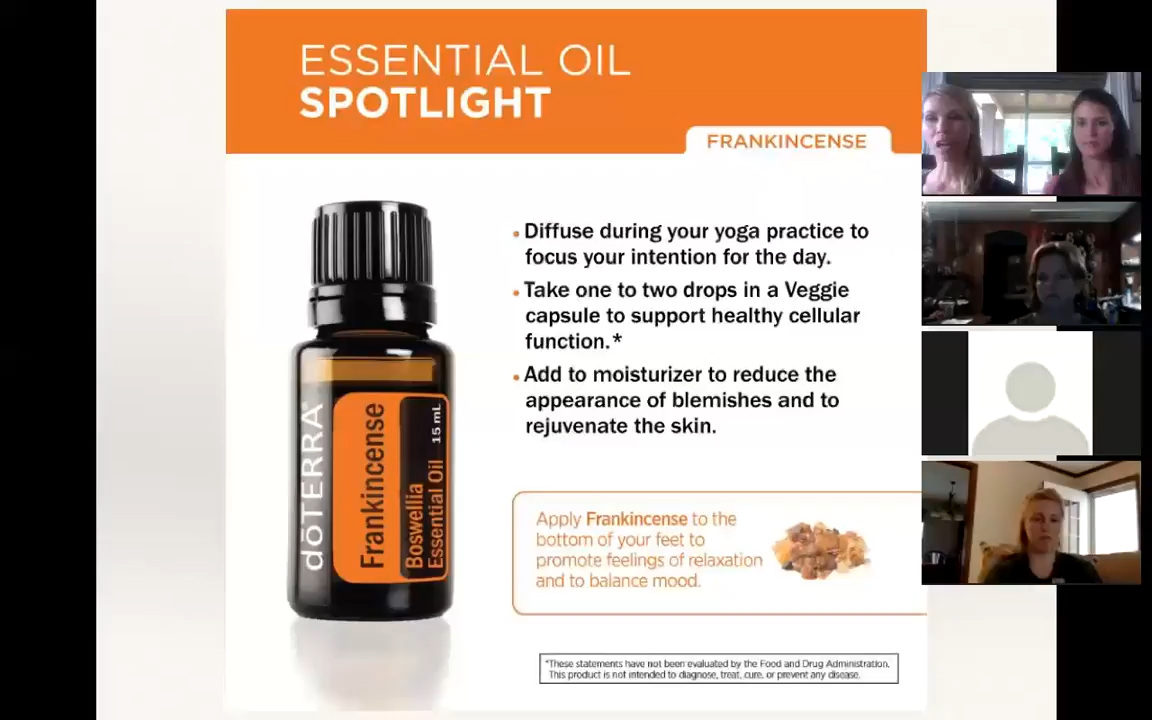 ESSENTIAL OIL
SPOTLIGHT
FRANKINCENSE
• Diffuse during your yoga practice to
focus your intention for the day.
• Take one to two drops in a Veggie
capsule to support healthy cellular
function.*
• Add to moisturizer to reduce the
appearance of blemishes and to
rejuvenate the skin.
dōTERRA
Frankincense
Boswellia
Essential Oil 15 mL
Apply Frankincense to the
bottom of your feet to
promote feelings of relaxation
and to balance mood.
*These statements have not been evaluated by the Food and Drug Administration.
This product is not intended to diagnose, treat, cure, or prevent any disease.